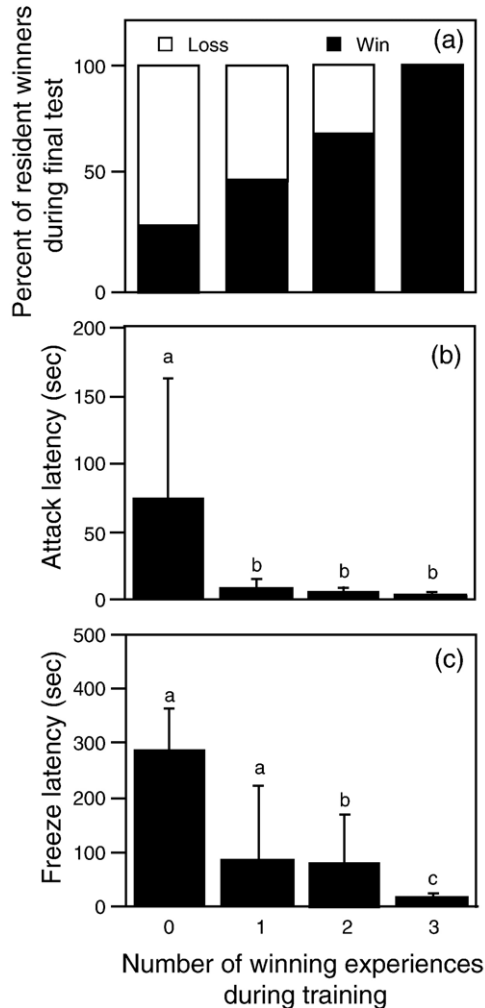 Loss Win (a)
100
50
0
Percent of resident winners
during final test
200 (b)
a
150
100
50
b b b
0
Attack latency (sec)
500 (c)
400
a
300
a
200
b
100
c
0
Freeze latency (sec)
0 1 2 3
Number of winning experiences
during training